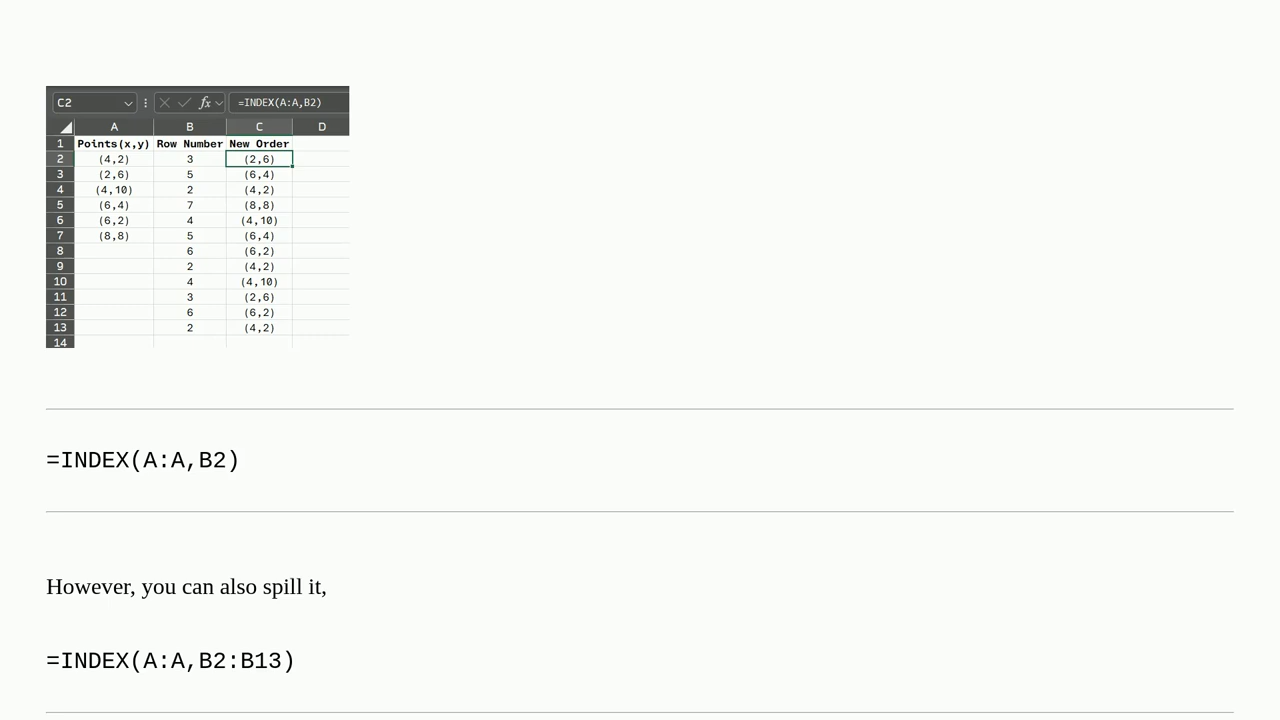 C2 fx =INDEX(A:A,B2)
A B C D
1 Points(x,y) Row Number New Order
2 (4,2) 3 (2,6)
3 (2,6) 5 (6,4)
4 (4,10) 2 (4,2)
5 (6,4) 7 (8,8)
6 (6,2) 4 (4,10)
7 (8,8) 5 (6,4)
8 6 (6,2)
9 2 (4,2)
10 4 (4,10)
11 3 (2,6)
12 6 (6,2)
13 2 (4,2)
14
=INDEX(A:A,B2)
However, you can also spill it,
=INDEX(A:A,B2:B13)